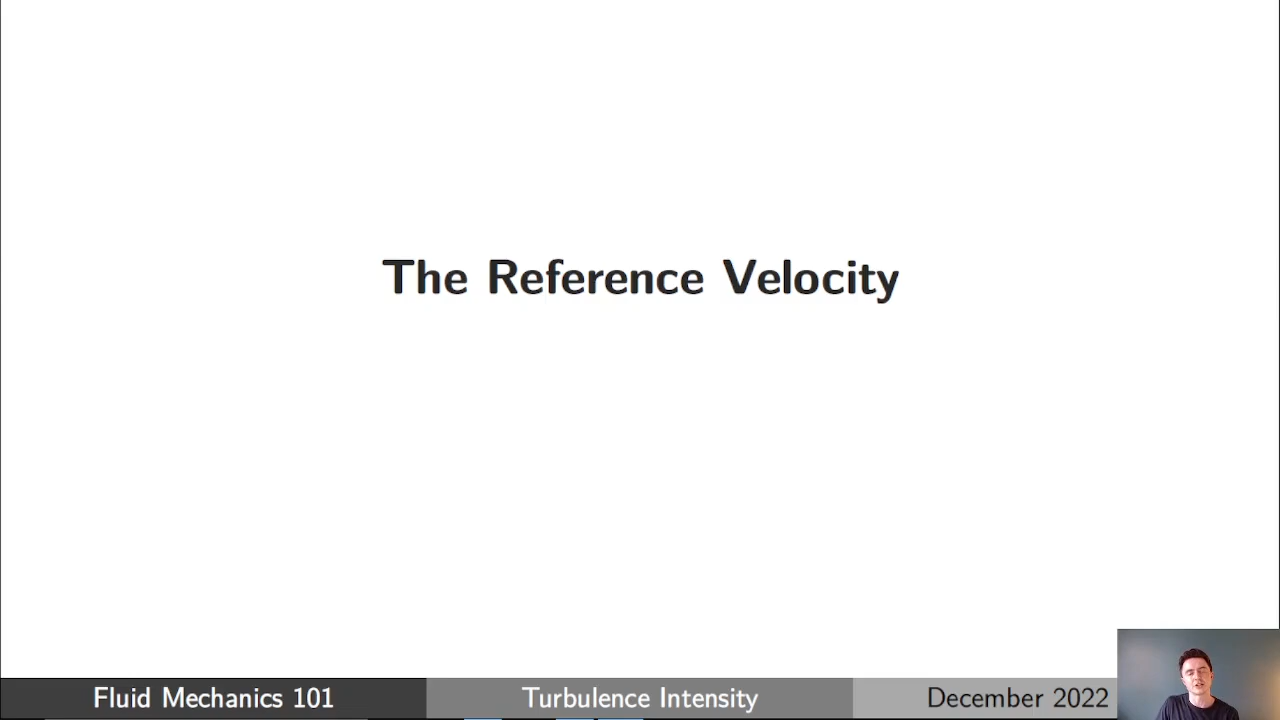 The Reference Velocity
Fluid Mechanics 101
Turbulence Intensity
December 2022